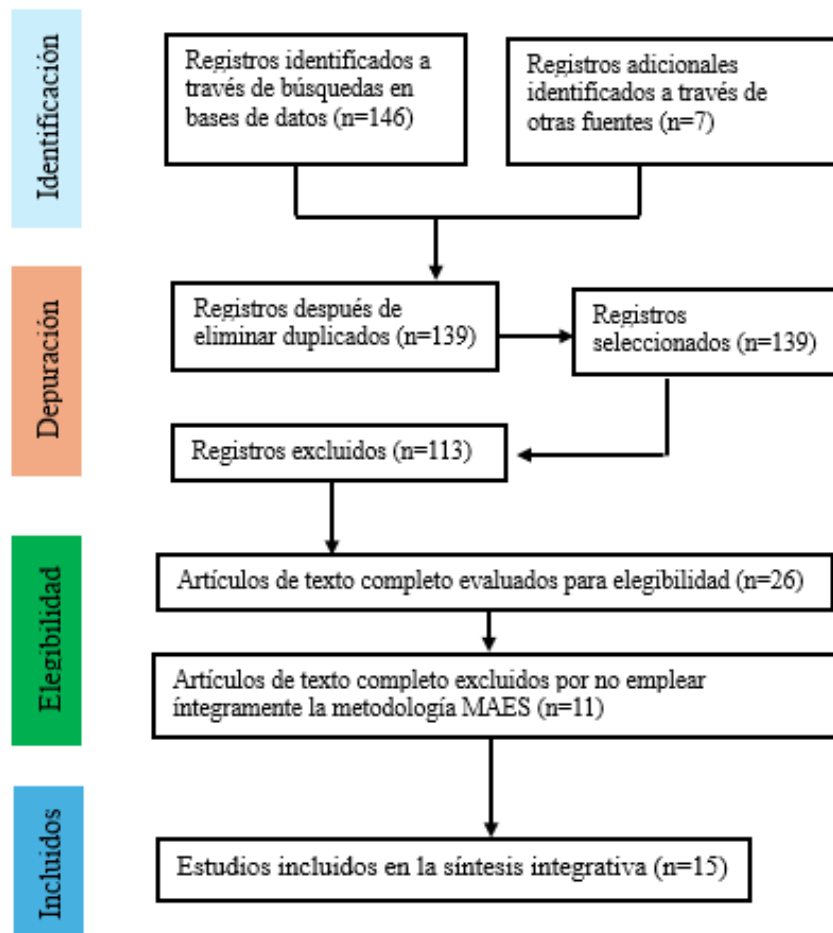 Identificación
Registros identificados a
través de búsquedas en
bases de datos (n=146)
Registros adicionales
identificados a través de
otras fuentes (n=7)
Depuración
Registros después de
eliminar duplicados (n=139)
Registros
seleccionados (n=139)
Registros excluidos (n=113)
Elegibilidad
Artículos de texto completo evaluados para elegibilidad (n=26)
Artículos de texto completo excluidos por no emplear
íntegramente la metodología MAES (n=11)
Incluidos
Estudios incluidos en la síntesis integrativa (n=15)